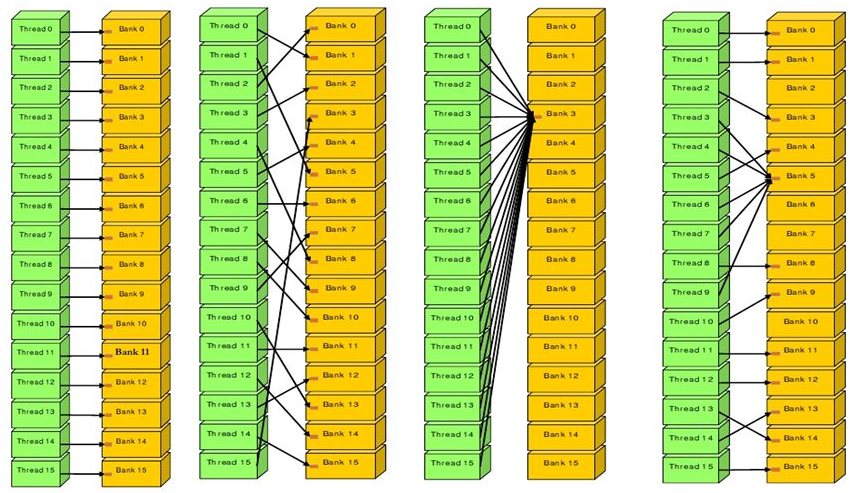 Thread 0 Bank 0 Thread 0 Bank 0 Thread 0 Bank 0 Thread 0 Bank 0
Thread 1 Bank 1 Thread 1 Bank 1 Thread 1 Bank 1 Thread 1 Bank 1
Thread 2 Bank 2 Thread 2 Bank 2 Thread 2 Bank 2 Thread 2 Bank 2
Thread 3 Bank 3 Thread 3 Bank 3 Thread 3 Bank 3 Thread 3 Bank 3
Thread 4 Bank 4 Thread 4 Bank 4 Thread 4 Bank 4 Thread 4 Bank 4
Thread 5 Bank 5 Thread 5 Bank 5 Thread 5 Bank 5 Thread 5 Bank 5
Thread 6 Bank 6 Thread 6 Bank 6 Thread 6 Bank 6 Thread 6 Bank 6
Thread 7 Bank 7 Thread 7 Bank 7 Thread 7 Bank 7 Thread 7 Bank 7
Thread 8 Bank 8 Thread 8 Bank 8 Thread 8 Bank 8 Thread 8 Bank 8
Thread 9 Bank 9 Thread 9 Bank 9 Thread 9 Bank 9 Thread 9 Bank 9
Thread 10 Bank 10 Thread 10 Bank 10 Thread 10 Bank 10 Thread 10 Bank 10
Thread 11 Bank 11 Thread 11 Bank 11 Thread 11 Bank 11 Thread 11 Bank 11
Thread 12 Bank 12 Thread 12 Bank 12 Thread 12 Bank 12 Thread 12 Bank 12
Thread 13 Bank 13 Thread 13 Bank 13 Thread 13 Bank 13 Thread 13 Bank 13
Thread 14 Bank 14 Thread 14 Bank 14 Thread 14 Bank 14 Thread 14 Bank 14
Thread 15 Bank 15 Thread 15 Bank 15 Thread 15 Bank 15 Thread 15 Bank 15